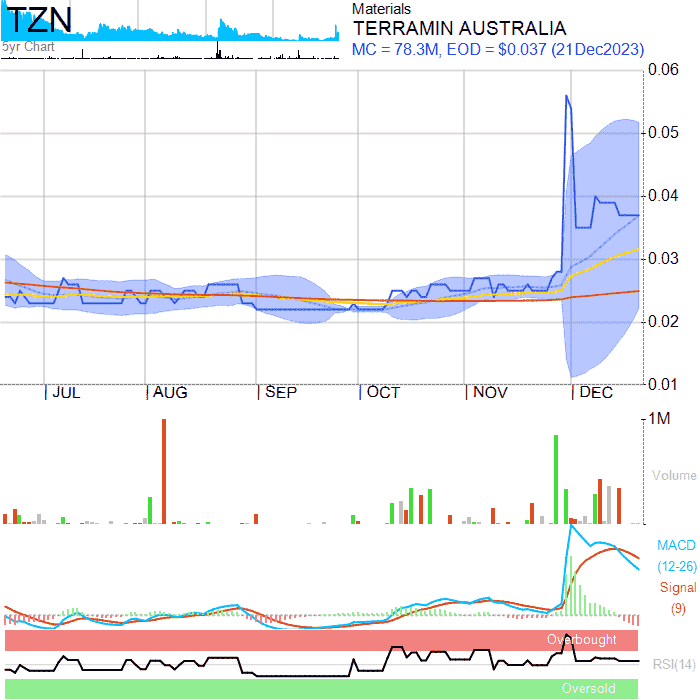 TZN
5yr Chart
Materials
TERRAMIN AUSTRALIA
MC = 78.3M, EOD = $0.037 (21Dec2023)
0.06
0.05
0.04
0.03
0.02
0.01
JUL AUG SEP OCT NOV DEC
1M
Volume
MACD
(12-26)
Signal
(9)
Overbought
RSI(14)
Oversold